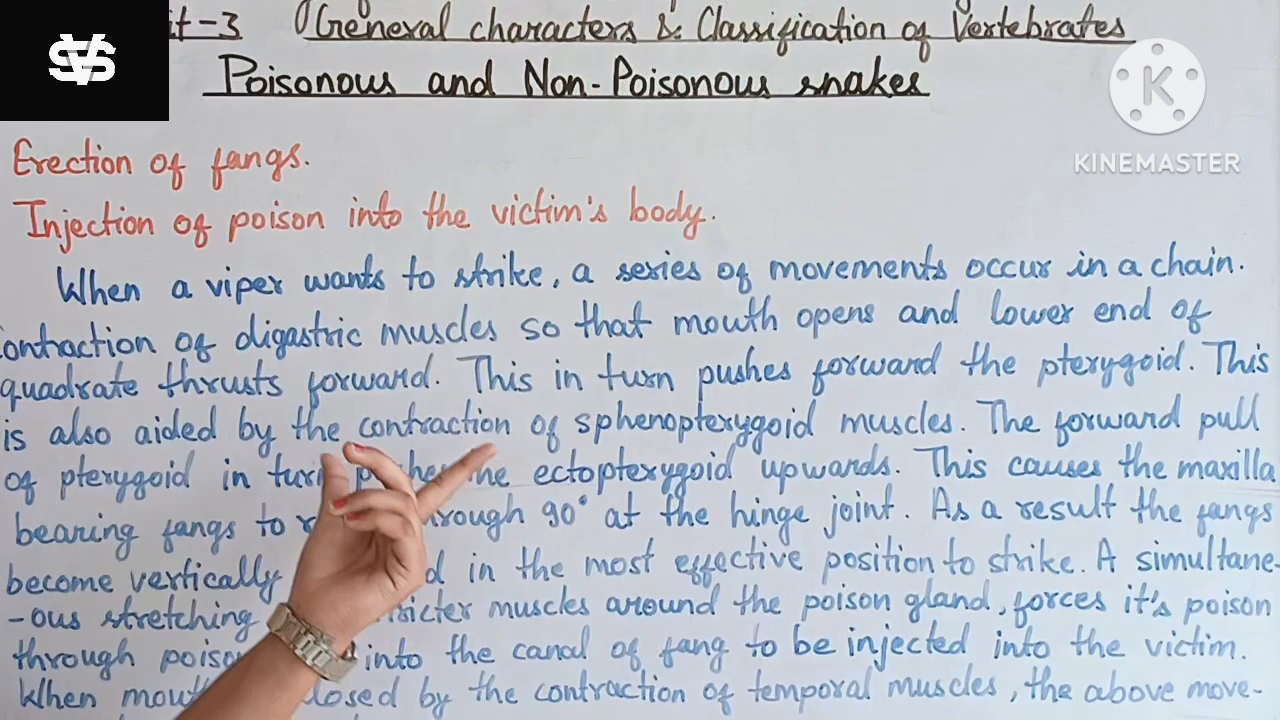 SVA
it-3 General characters & Classification of Vertebrates
Poisonous and Non-Poisonous snakes
KINEMASTER
Erection of fangs.
Injection of poison into the victim's body.
When a viper wants to strike, a series of movements occur in a chain.
contraction of digastric muscles so that mouth opens and lower end of
quadrate thrusts forward. This in turn pushes forward the pterygoid. This
is also aided by the contraction of sphenopterygoid muscles. The forward pull
of pterygoid in turn ectopterygoid upwards. This causes the maxilla
bearing fangs to through 90° at the hinge joint. As a result the fangs
become vertically in the most effective position to strike. A simultane-
-ous stretching muscles around the poison gland, forces it's poison
through poison into the canal of fang to be injected into the victim.
When mouth closed by the contraction of temporal muscles, the above move-